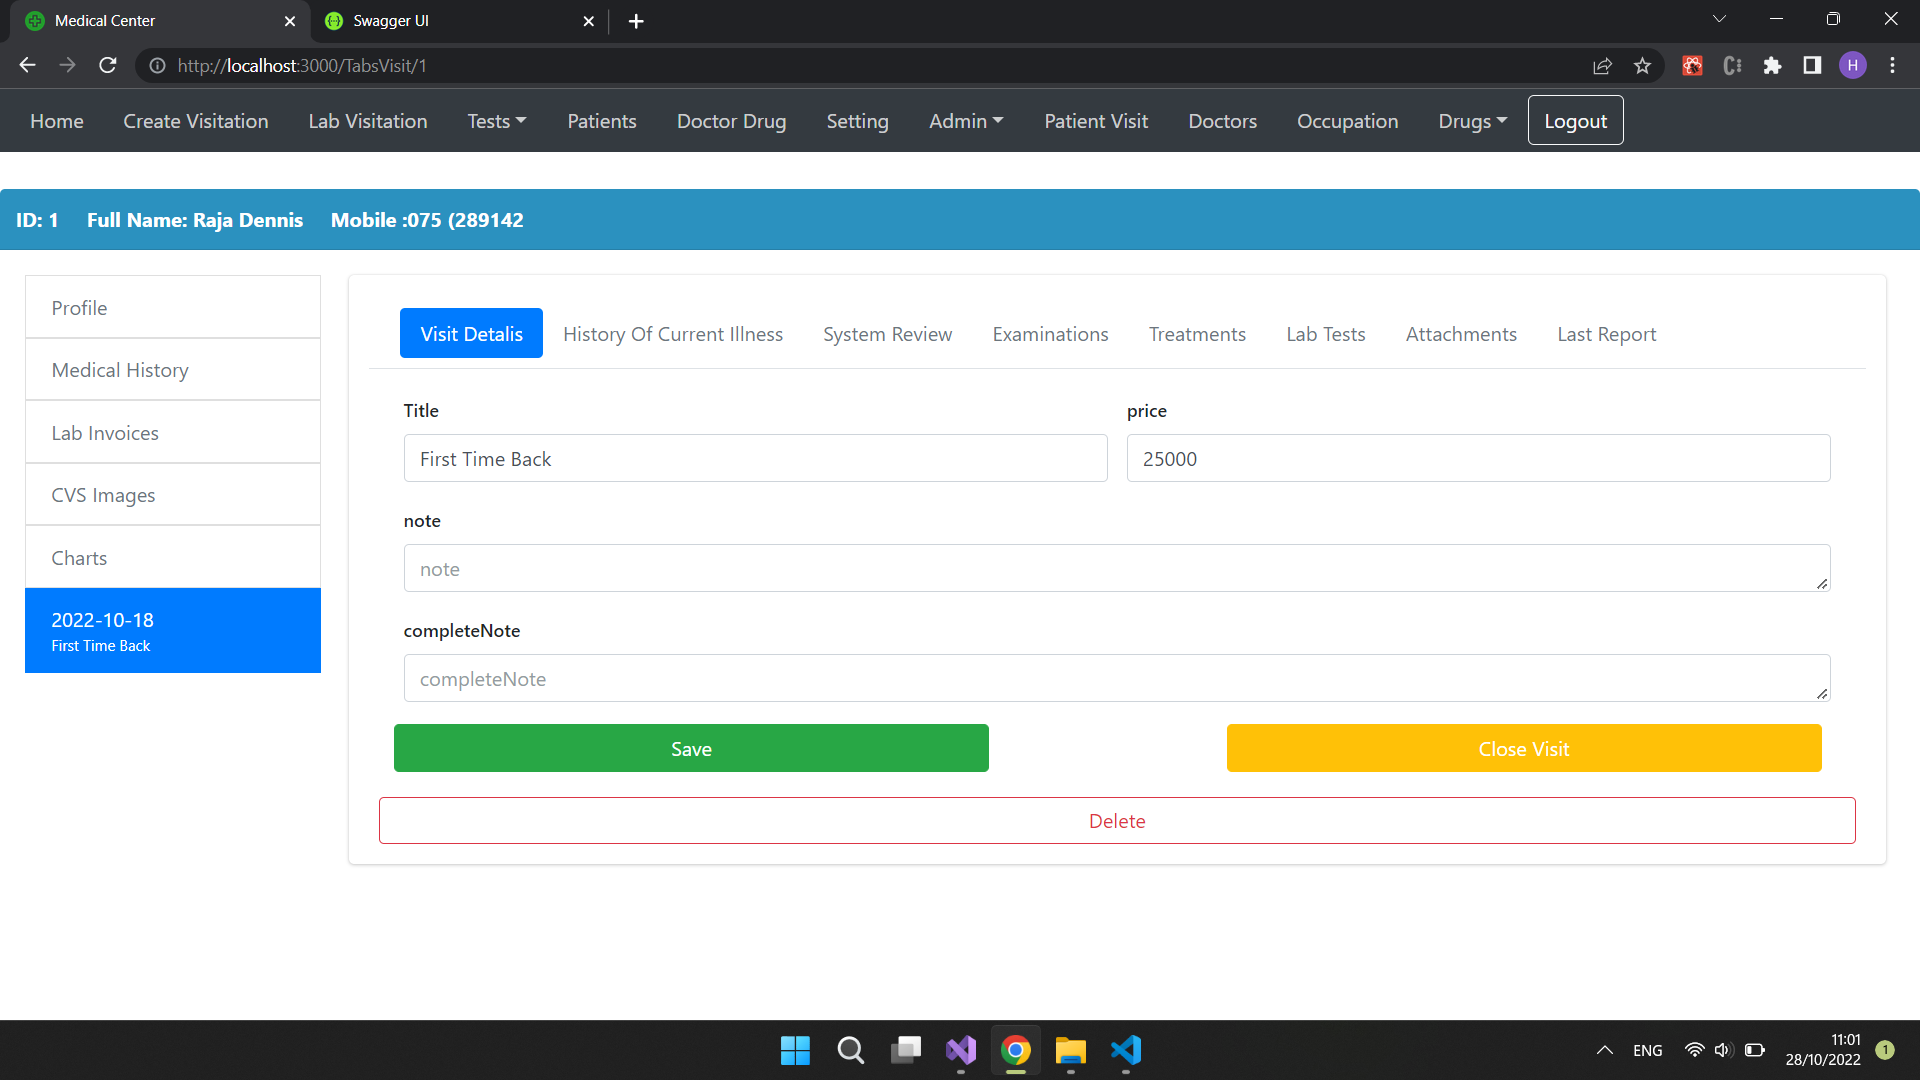 Medical Center
Swagger UI
http://localhost:3000/TabsVisit/1
H
Home Create Visitation Lab Visitation Tests Patients Doctor Drug Setting Admin Patient Visit Doctors Occupation Drugs Logout
ID: 1 Full Name: Raja Dennis Mobile :075 (289142
Profile
Medical History
Lab Invoices
CVS Images
Charts
2022-10-18
First Time Back
Visit Detalis History Of Current Illness System Review Examinations Treatments Lab Tests Attachments Last Report
Title
First Time Back
price
25000
note
note
completeNote
completeNote
Save
Close Visit
Delete
ENG
11:01
28/10/2022
1